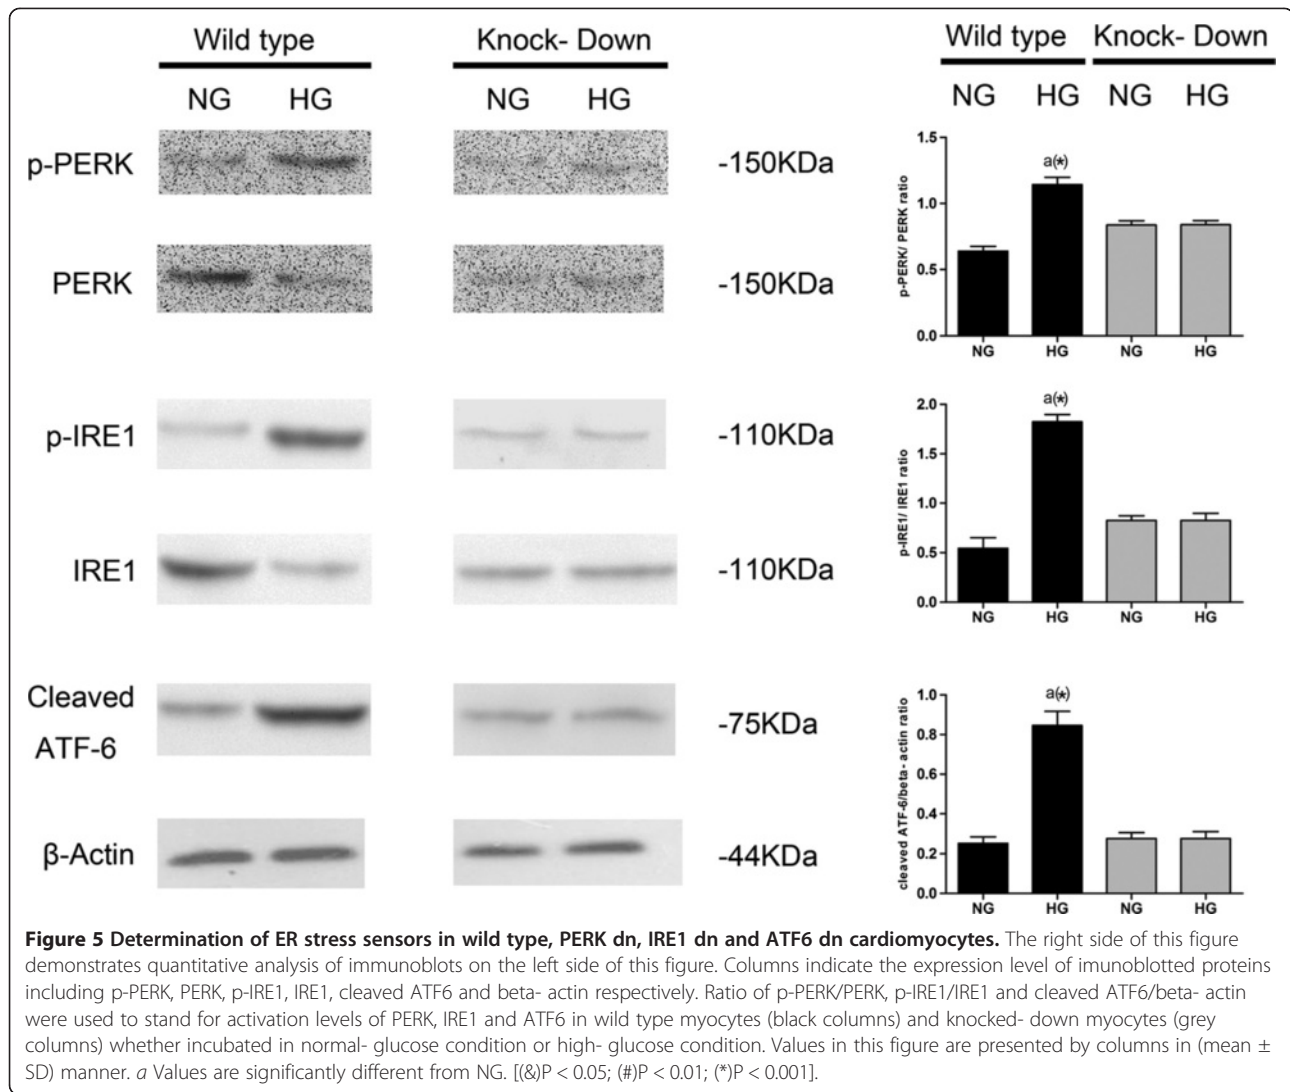 Wild type Knock- Down
NG HG NG HG
p-PERK -150KDa
PERK -150KDa
p-IRE1 -110KDa
IRE1 -110KDa
Cleaved
ATF-6 -75KDa
β-Actin -44KDa
Wild type Knock- Down
NG HG NG HG
p-PERK/ PERK ratio
1.5
1.0
0.5
0.0
a(*)
NG HG NG HG
p-IRE1/ IRE1 ratio
2.0
1.5
1.0
0.5
0.0
a(*)
NG HG NG HG
cleaved ATF-6/beta- actin ratio
1.0
0.8
0.6
0.4
0.2
0.0
a(*)
NG HG NG HG
Figure 5 Determination of ER stress sensors in wild type, PERK dn, IRE1 dn and ATF6 dn cardiomyocytes. The right side of this figure
demonstrates quantitative analysis of immunoblots on the left side of this figure. Columns indicate the expression level of imunoblotted proteins
including p-PERK, PERK, p-IRE1, IRE1, cleaved ATF6 and beta- actin respectively. Ratio of p-PERK/PERK, p-IRE1/IRE1 and cleaved ATF6/beta- actin
were used to stand for activation levels of PERK, IRE1 and ATF6 in wild type myocytes (black columns) and knocked- down myocytes (grey
columns) whether incubated in normal- glucose condition or high- glucose condition. Values in this figure are presented by columns in (mean ±
SD) manner. a Values are significantly different from NG. [(&)P < 0.05; (#)P < 0.01; (*)P < 0.001].